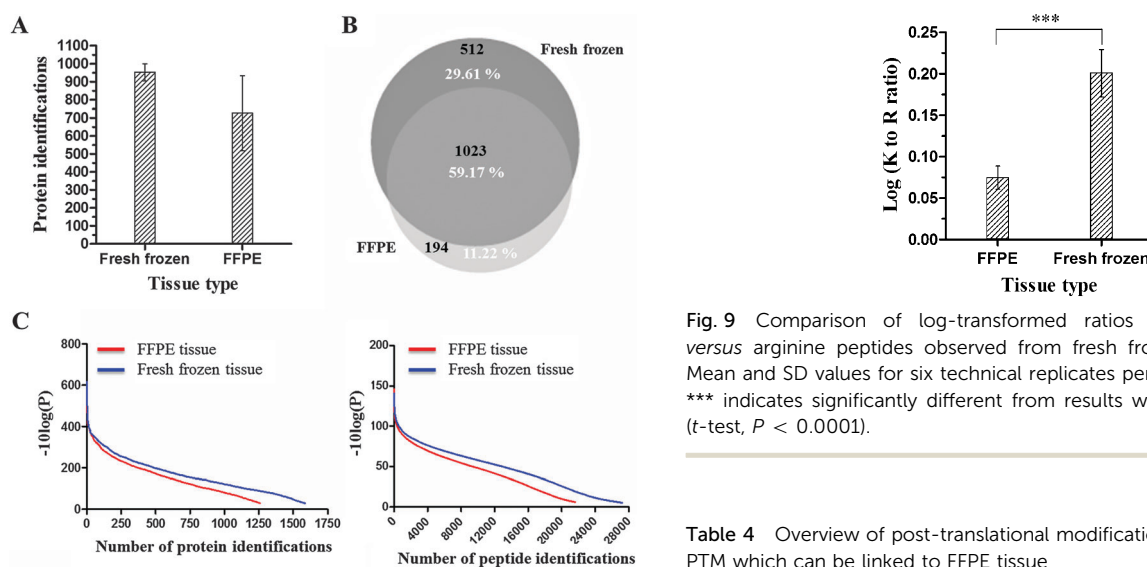 A
1100
1000
900
800
700
600
500
400
300
200
100
0
Protein identifications
Fresh frozen
FFPE
Tissue type
B
512
Fresh frozen
29.61 %
1023
59.17 %
FFPE
194
11.22 %
C
800
600
400
200
0
-10log(P)
FFPE tissue
Fresh frozen tissue
0 250 500 750 1000 1250 1500 1750
Number of protein identifications
200
150
100
50
0
-10log(P)
FFPE tissue
Fresh frozen tissue
0 4000 8000 12000 16000 20000 24000 28000
Number of peptide identifications
***
0.25
0.20
0.15
0.10
0.05
0.00
Log (K to R ratio)
FFPE
Fresh frozen
Tissue type
Fig. 9 Comparison of log-transformed ratios
versus arginine peptides observed from fresh fro
Mean and SD values for six technical replicates per
*** indicates significantly different from results w
(t-test, P < 0.0001).
Table 4 Overview of post-translational modificatio
PTM which can be linked to FFPE tissue